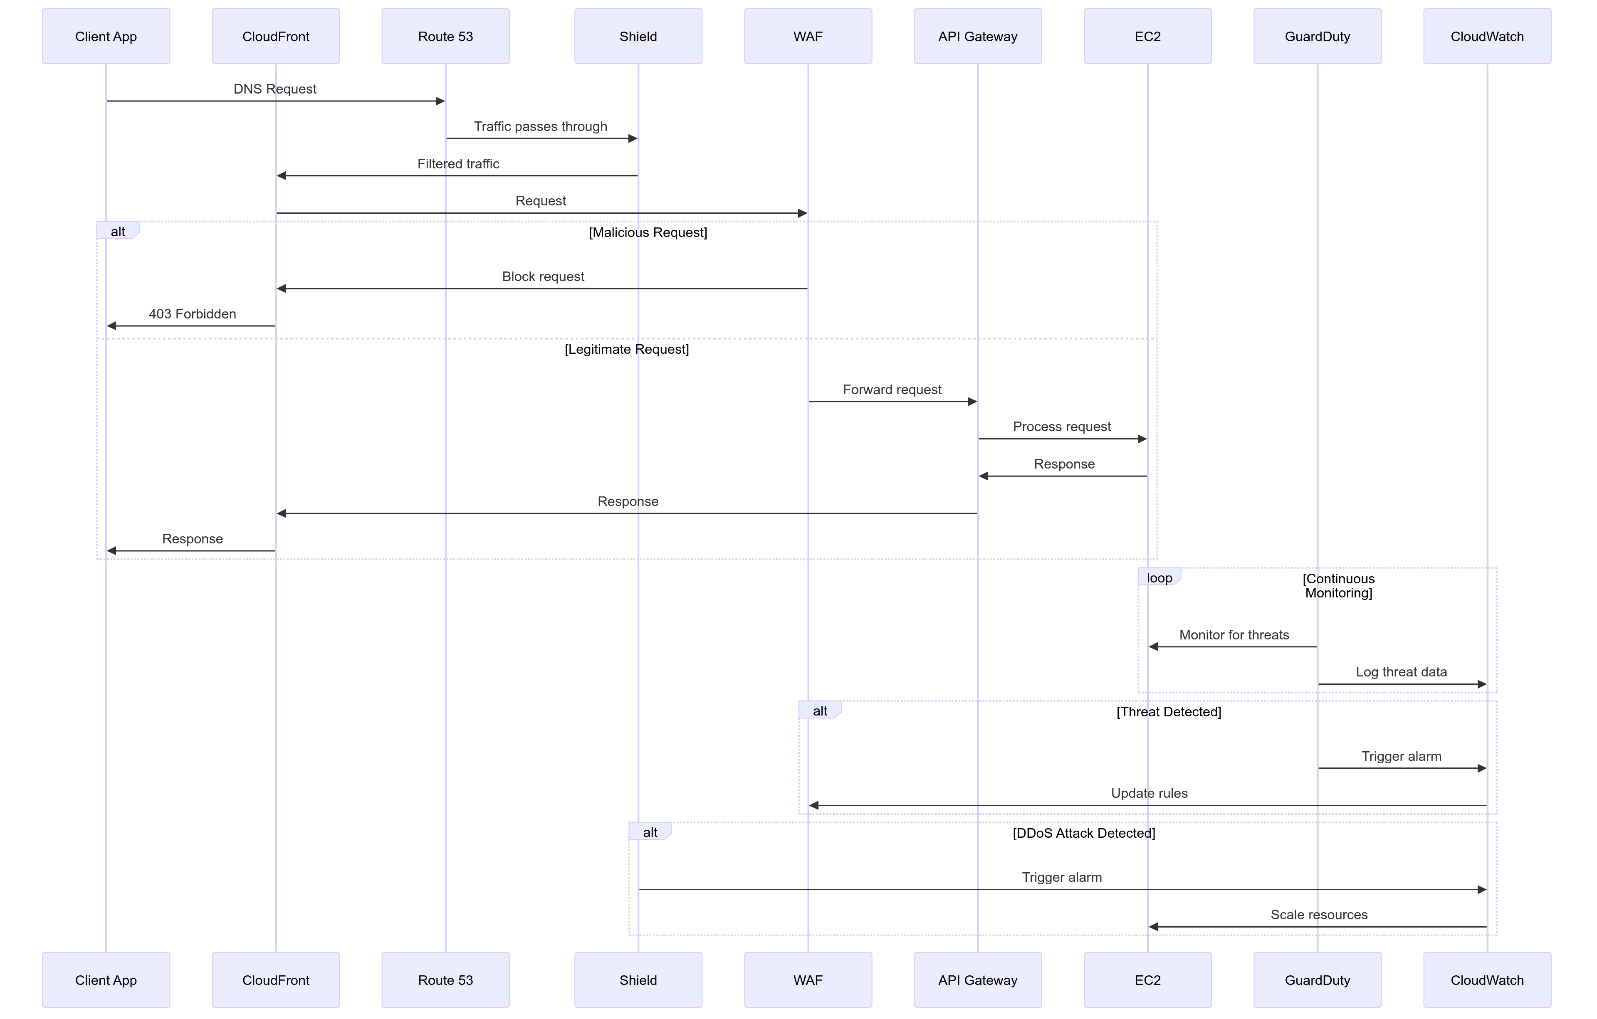 Client App
CloudFront
Route 53
Shield
WAF
API Gateway
EC2
GuardDuty
CloudWatch
DNS Request
Traffic passes through
Filtered traffic
Request
alt
[Malicious Request]
Block request
403 Forbidden
[Legitimate Request]
Forward request
Process request
Response
Response
Response
loop
[Continuous
Monitoring]
Monitor for threats
Log threat data
alt
[Threat Detected]
Trigger alarm
Update rules
alt
[DDoS Attack Detected]
Trigger alarm
Scale resources
Client App
CloudFront
Route 53
Shield
WAF
API Gateway
EC2
GuardDuty
CloudWatch